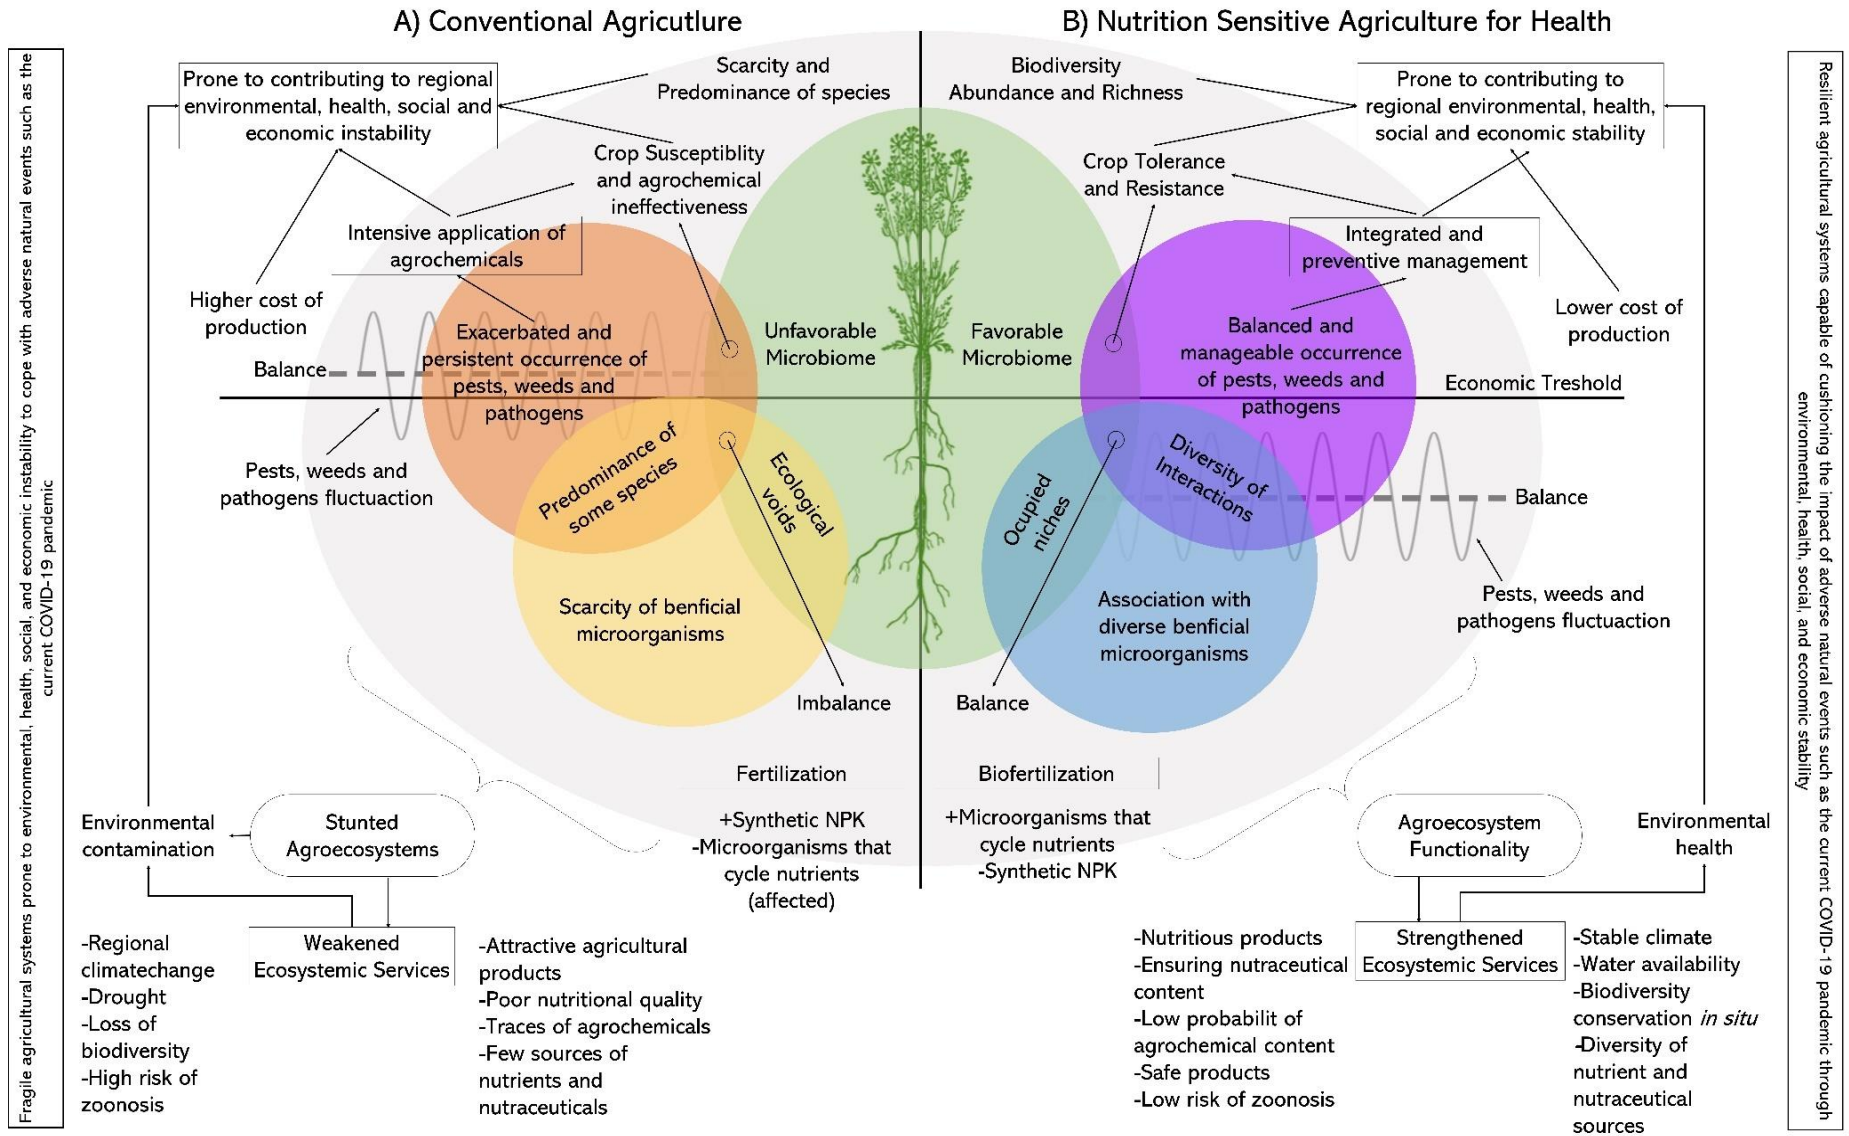 A) Conventional Agricutlure
B) Nutrition Sensitive Agriculture for Health
Fragile agricultural systems prone to environmental, health, social, and economic instability to cope with adverse natural events such as the
current COVID-19 pandemic
Prone to contributing to regional
environmental, health, social and
economic instability
Scarcity and
Predominance of species
Crop Susceptiblity
and agrochemical
ineffectiveness
Intensive application of
agrochemicals
Higher cost of
production
Exacerbated and
persistent occurrence of
pests, weeds and
pathogens
Unfavorable
Microbiome
Balance
Pests, weeds and
pathogens fluctuation
Predominance of
some species
Ecological
voids
Scarcity of benficial
microorganisms
Imbalance
Fertilization
+Synthetic NPK
-Microorganisms that
cycle nutrients
(affected)
Environmental
contamination
Stunted
Agroecosystems
Weakened
Ecosystemic Services
-Regional
climatechange
-Drought
-Loss of
biodiversity
-High risk of
zoonosis
-Attractive agricultural
products
-Poor nutritional quality
-Traces of agrochemicals
-Few sources of
nutrients and
nutraceuticals
Biodiversity
Abundance and Richness
Prone to contributing to
regional environmental, health,
social and economic stability
Crop Tolerance
and Resistance
Integrated and
preventive management
Lower cost of
production
Favorable
Microbiome
Balanced and
manageable occurrence
of pests, weeds and
pathogens
Economic Treshold
Diversity of
Interactions
Ocupied
niches
Balance
Pests, weeds and
pathogens fluctuation
Association with
diverse benficial
microorganisms
Balance
Biofertilization
+Microorganisms that
cycle nutrients
-Synthetic NPK
Agroecosystem
Functionality
Environmental
health
Strengthened
Ecosystemic Services
-Nutritious products
-Ensuring nutraceutical
content
-Low probabilit of
agrochemical content
-Safe products
-Low risk of zoonosis
-Stable climate
-Water availability
-Biodiversity
conservation in situ
-Diversity of
nutrient and
nutraceutical
sources
Resilient agricultural systems capable of cushioning the impact of adverse natural events such as the current COVID-19 pandemic through
environmental, health, social, and economic stability